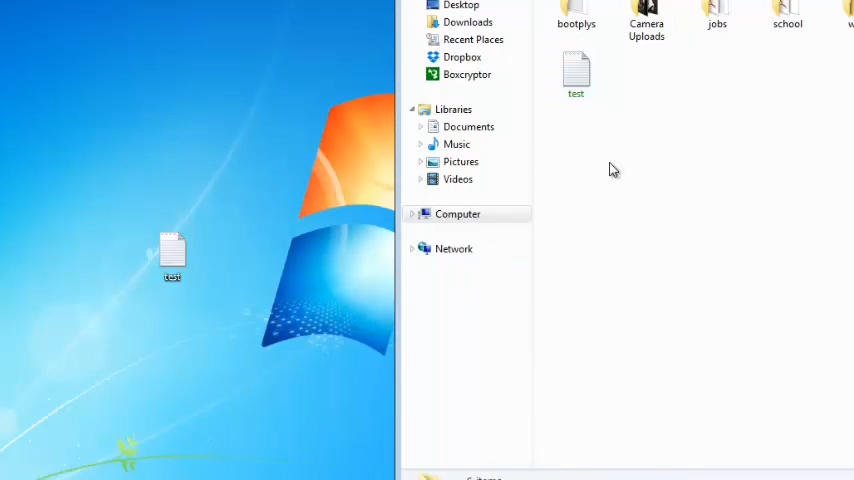 Desktop
Downloads
Recent Places
Dropbox
Boxcryptor
Libraries
Documents
Music
Pictures
Videos
Computer
Network
bootplys
Camera Uploads
jobs
school
test
test